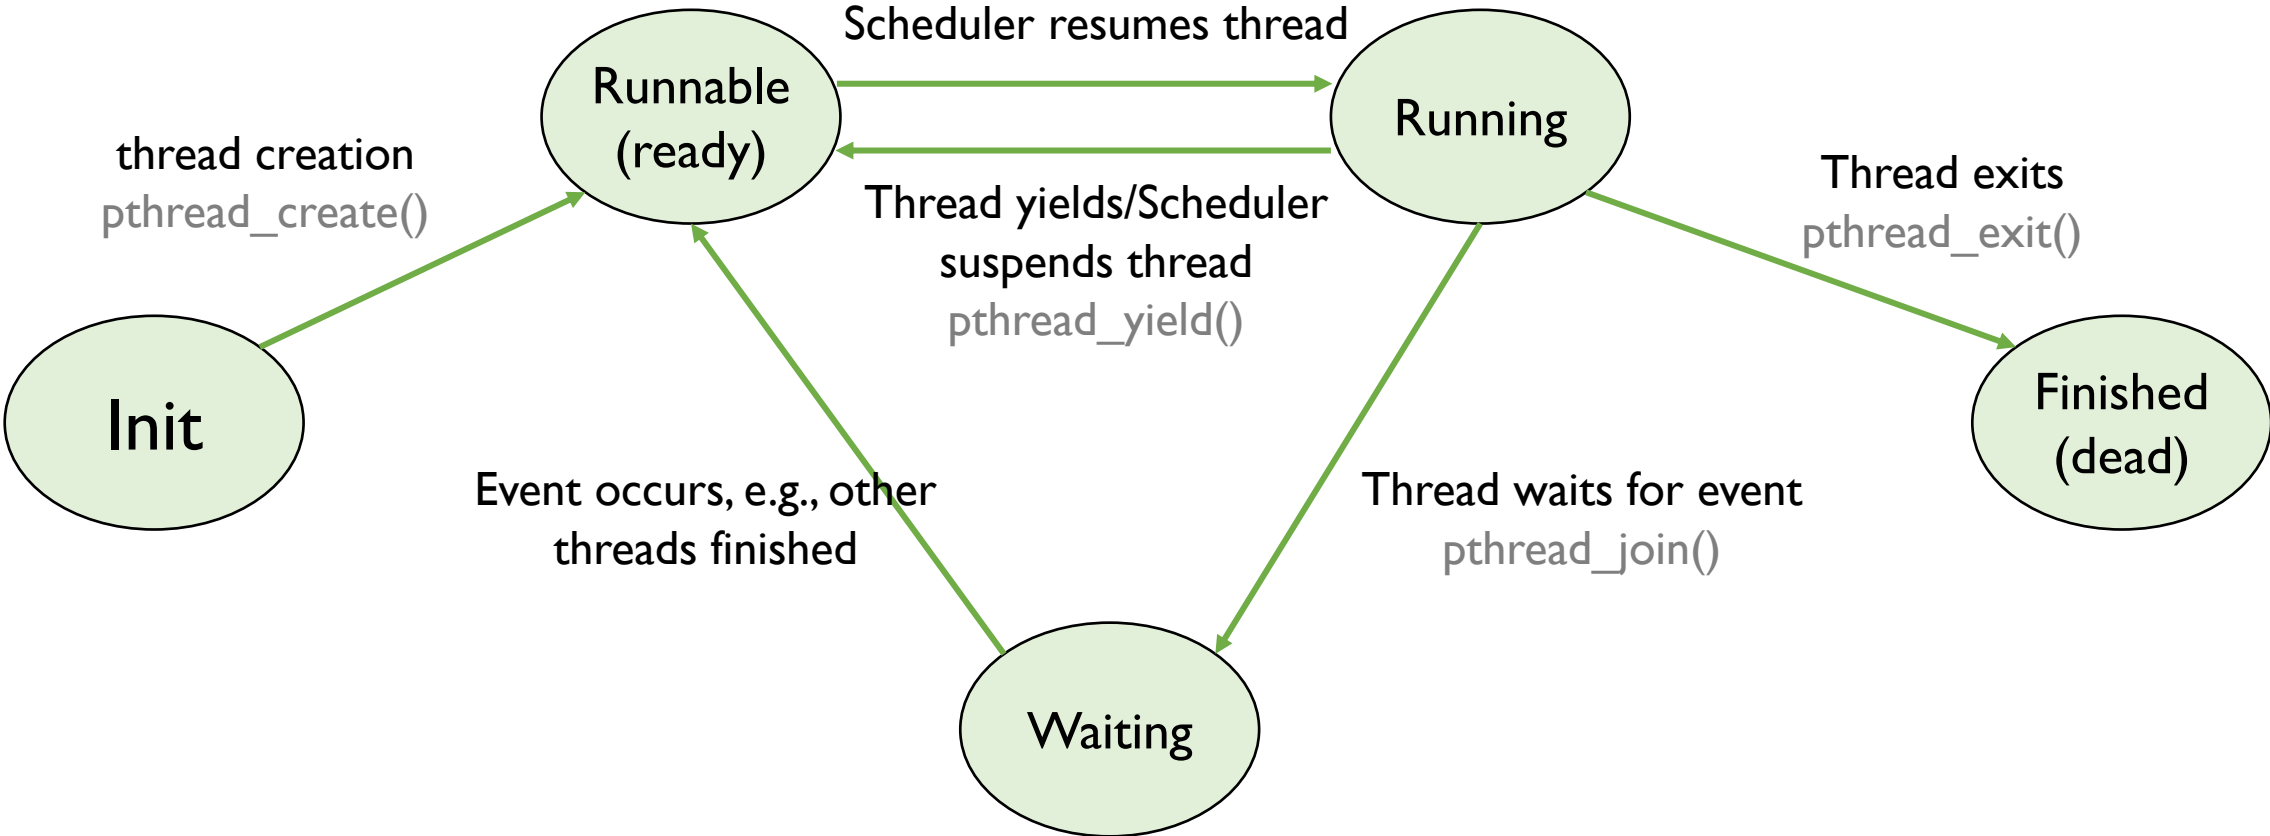 Scheduler resumes thread
Runnable
(ready)
Running
thread creation
pthread_create()
Thread yields/Scheduler
suspends thread
pthread_yield()
Thread exits
pthread_exit()
Init
Finished
(dead)
Event occurs, e.g., other
threads finished
Thread waits for event
pthread_join()
Waiting